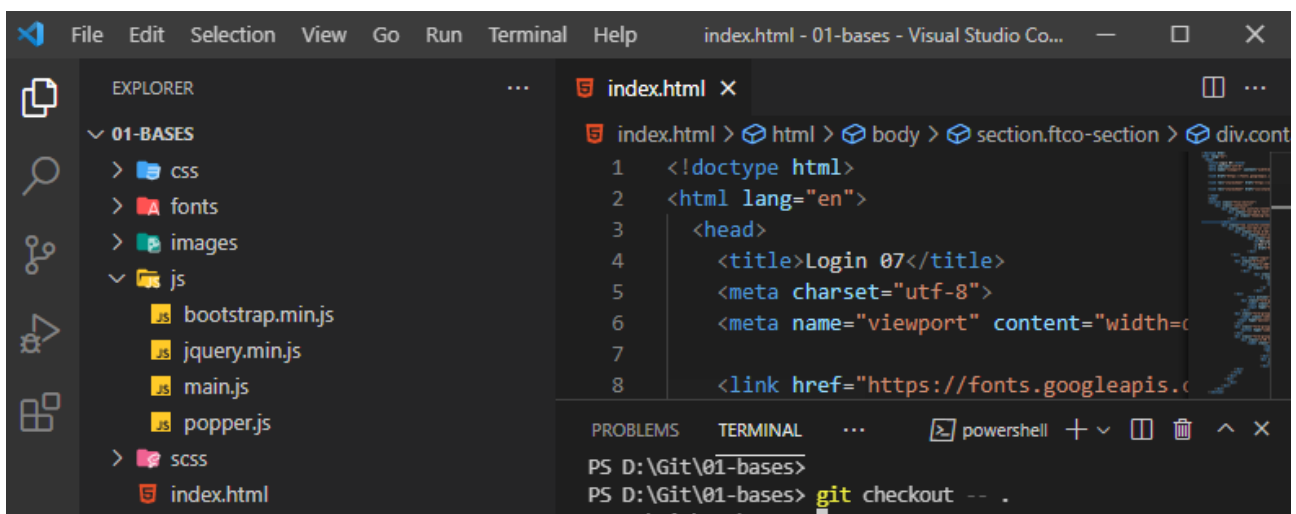 File Edit Selection View Go Run Terminal Help index.html - 01-bases - Visual Studio Co...
EXPLORER ...
01-BASES
css
fonts
images
js
JS bootstrap.min.js
JS jquery.min.js
JS main.js
JS popper.js
scss
index.html
index.html
index.html > html > body > section.ftco-section > div.cont
1 <!doctype html>
2 <html lang="en">
3 <head>
4 <title>Login 07</title>
5 <meta charset="utf-8">
6 <meta name="viewport" content="width=
7
8 <link href="https://fonts.googleapis.
PROBLEMS TERMINAL ... powershell
PS D:\Git\01-bases>
PS D:\Git\01-bases> git checkout -- .